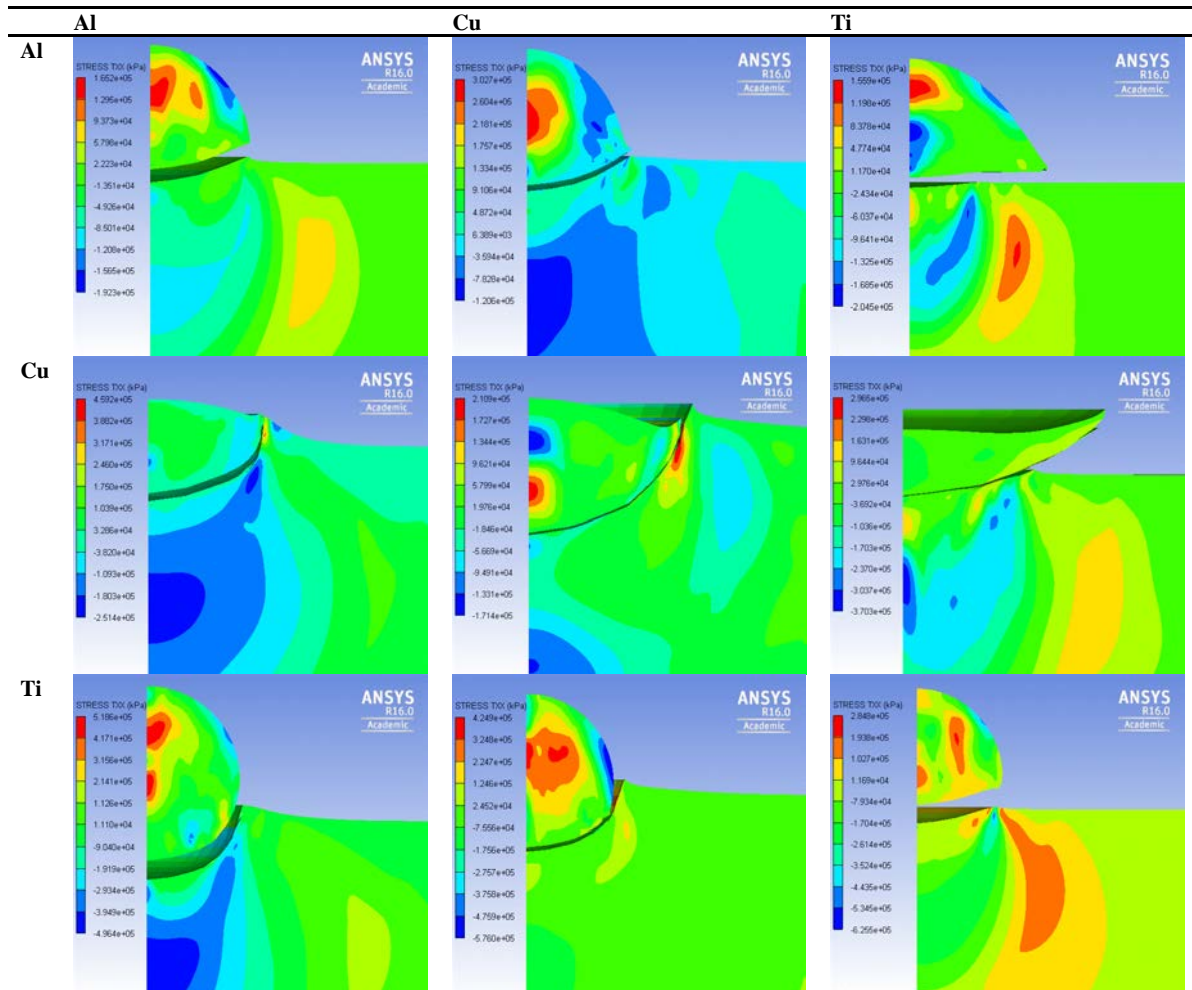 Al Cu Ti
Al
STRESS TXX (kPa)
1.652e+05
1.295e+05
9.373e+04
5.798e+04
2.223e+04
-1.351e+04
-4.926e+04
-8.501e+04
-1.208e+05
-1.565e+05
-1.923e+05
ANSYS
R16.0
Academic
STRESS TXX (kPa)
3.027e+05
2.604e+05
2.181e+05
1.757e+05
1.334e+05
9.106e+04
4.872e+04
6.389e+03
-3.594e+04
-7.828e+04
-1.206e+05
ANSYS
R16.0
Academic
STRESS TXX (kPa)
1.559e+05
1.198e+05
8.378e+04
4.774e+04
1.170e+04
-2.434e+04
-6.037e+04
-9.641e+04
-1.325e+05
-1.685e+05
-2.045e+05
ANSYS
R16.0
Academic
Cu
STRESS TXX (kPa)
4.592e+05
3.882e+05
3.171e+05
2.460e+05
1.750e+05
1.039e+05
3.286e+04
-3.820e+04
-1.093e+05
-1.803e+05
-2.514e+05
ANSYS
R16.0
Academic
STRESS TXX (kPa)
2.109e+05
1.727e+05
1.344e+05
9.621e+04
5.799e+04
1.976e+04
-1.846e+04
-5.669e+04
-9.491e+04
-1.331e+05
-1.714e+05
ANSYS
R16.0
Academic
STRESS TXX (kPa)
2.965e+05
2.298e+05
1.631e+05
9.644e+04
2.976e+04
-3.692e+04
-1.036e+05
-1.703e+05
-2.370e+05
-3.037e+05
-3.703e+05
ANSYS
R16.0
Academic
Ti
STRESS TXX (kPa)
5.186e+05
4.171e+05
3.156e+05
2.141e+05
1.126e+05
1.110e+04
-9.040e+04
-1.919e+05
-2.934e+05
-3.949e+05
-4.964e+05
ANSYS
R16.0
Academic
STRESS TXX (kPa)
4.249e+05
3.248e+05
2.247e+05
1.246e+05
2.452e+04
-7.556e+04
-1.756e+05
-2.757e+05
-3.758e+05
-4.759e+05
-5.760e+05
ANSYS
R16.0
Academic
STRESS TXX (kPa)
2.848e+05
1.938e+05
1.027e+05
1.169e+04
-7.934e+04
-1.704e+05
-2.614e+05
-3.524e+05
-4.435e+05
-5.345e+05
-6.255e+05
ANSYS
R16.0
Academic